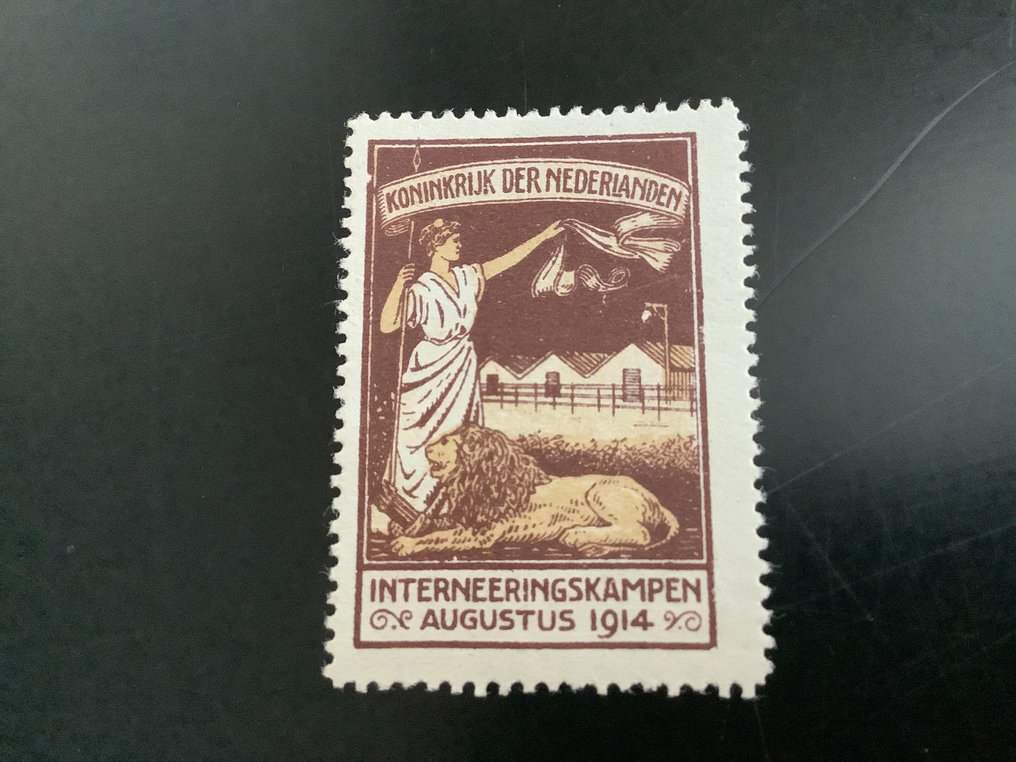 KONINKRIJK DER NEDERLANDEN
INTERNEERINGSKAMPEN
AUGUSTUS 1914